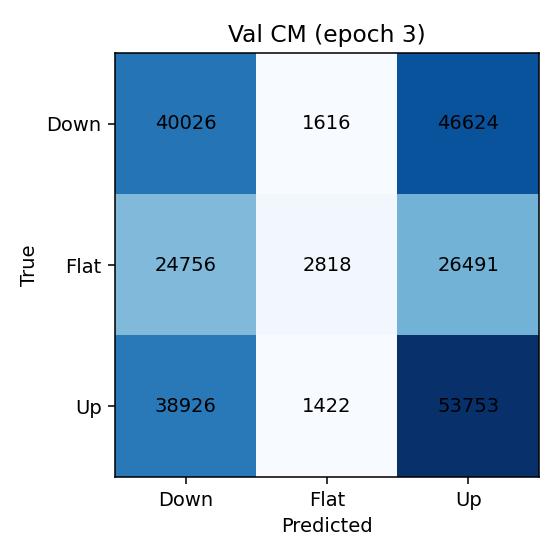 Val CM (epoch 3)
Down 40026 1616 46624
Flat 24756 2818 26491
Up 38926 1422 53753
True
Down Flat Up
Predicted